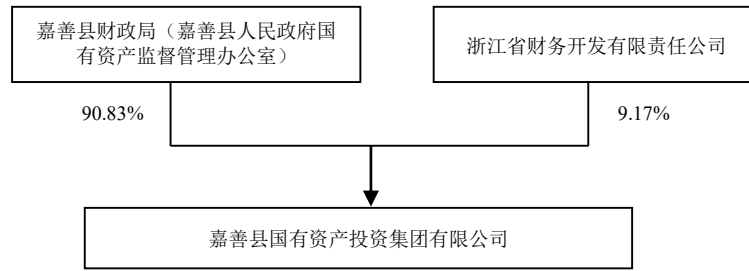 嘉善县财政局（嘉善县人民政府国
有资产监督管理办公室）
浙江省财务开发有限责任公司
90.83%
9.17%
嘉善县国有资产投资集团有限公司